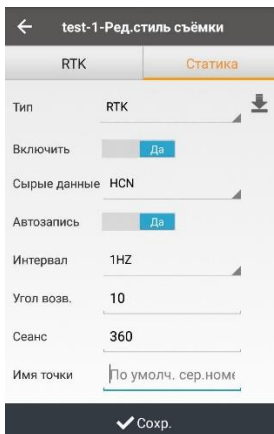 test-1-Ред.стиль съёмки
RTK Статика
Тип RTK
Включить Да
Сырые данные HCN
Автозапись Да
Интервал 1HZ
Угол возв. 10
Сеанс 360
Имя точки По умолч. сер.номе
Сохр.